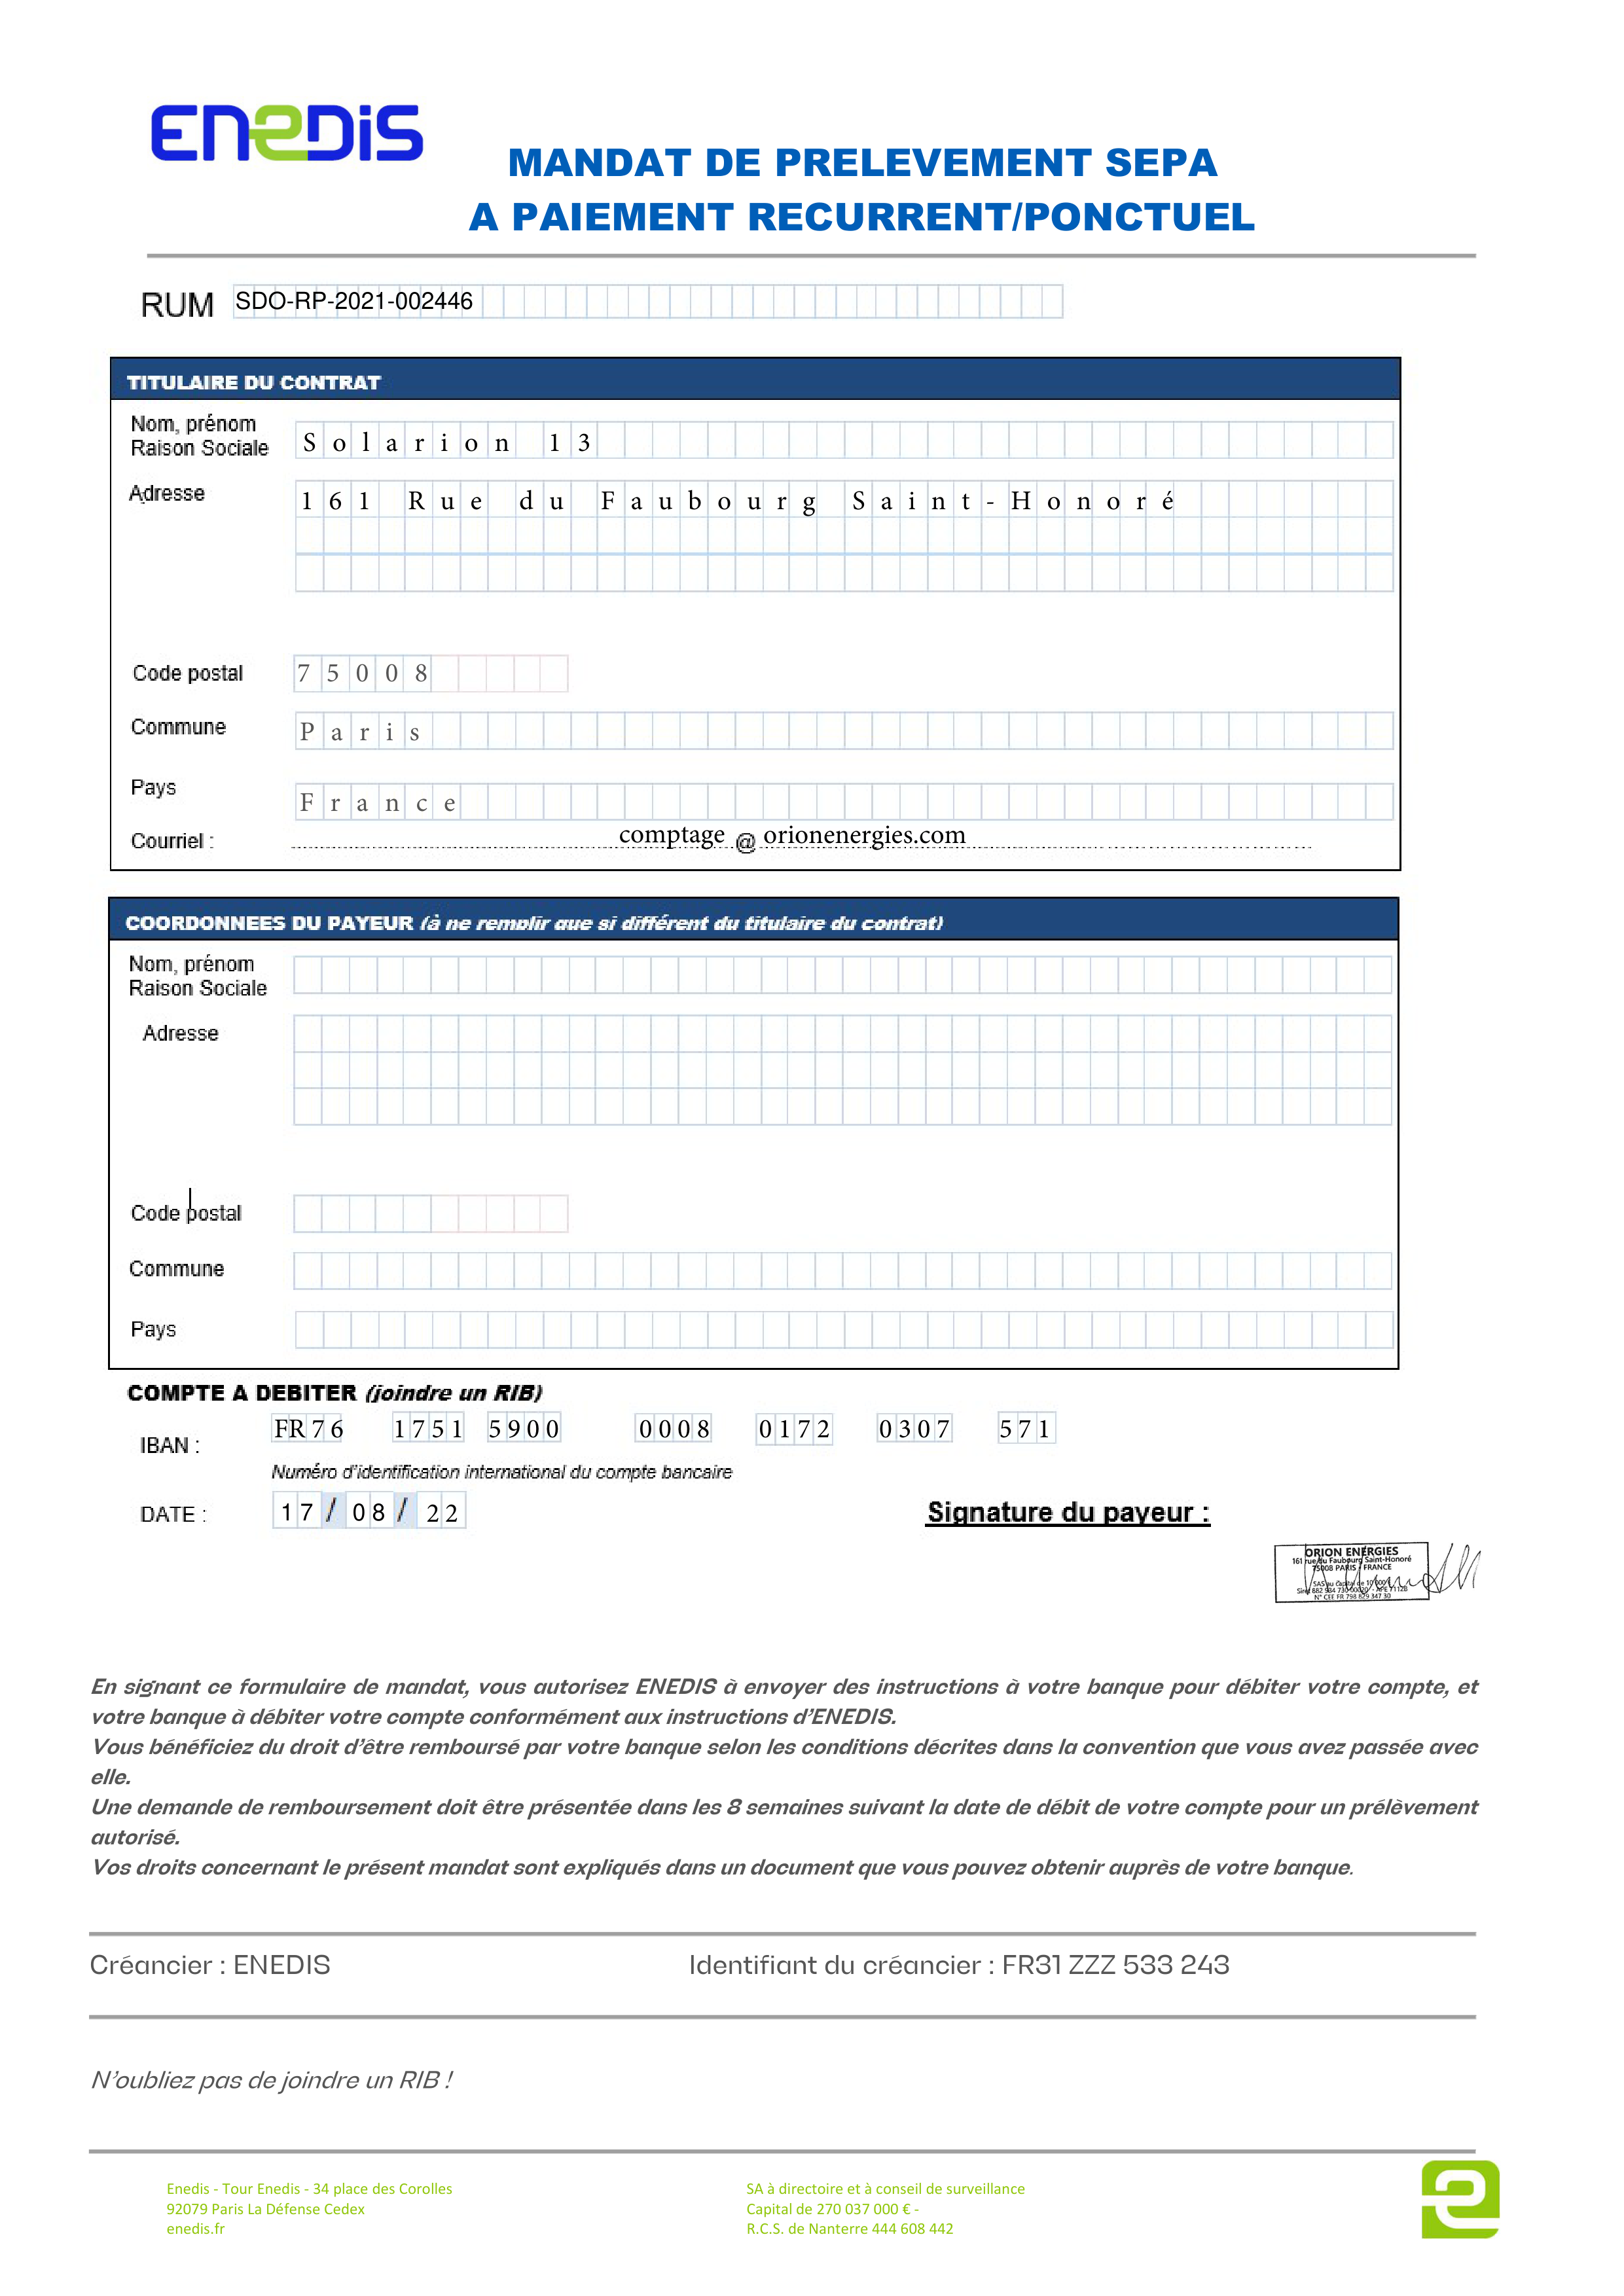 enedis
MANDAT DE PRELEVEMENT SEPA
A PAIEMENT RECURRENT/PONCTUEL
RUM SDO-RP-2021-002446
TITULAIRE DU CONTRAT
Nom, prénom
Raison Sociale Solarion 13
Adresse 161 Rue du Faubourg Saint-Honoré
Code postal 75008
Commune Paris
Pays France
Courriel : comptage @ orionenergies.com
COORDONNEES DU PAYEUR (à ne remplir que si différent du titulaire du contrat)
Nom, prénom
Raison Sociale
Adresse
Code postal
Commune
Pays
COMPTE A DEBITER (joindre un RIB)
IBAN : FR76 1751 5900 0008 0172 0307 571
Numéro d'identification international du compte bancaire
DATE : 17 / 08 / 22 Signature du payeur :
ORION ENERGIES
161 rue du Faubourg Saint-Honoré
75008 PARIS / FRANCE
SAS au Capital de
N° CEE FR 798 829 347 30
En signant ce formulaire de mandat, vous autorisez ENEDIS à envoyer des instructions à votre banque pour débiter votre compte, et
votre banque à débiter votre compte conformément aux instructions d'ENEDIS.
Vous bénéficiez du droit d'être remboursé par votre banque selon les conditions décrites dans la convention que vous avez passée avec
elle.
Une demande de remboursement doit être présentée dans les 8 semaines suivant la date de débit de votre compte pour un prélèvement
autorisé.
Vos droits concernant le présent mandat sont expliqués dans un document que vous pouvez obtenir auprès de votre banque.
Créancier : ENEDIS Identifiant du créancier : FR31 ZZZ 533 243
N'oubliez pas de joindre un RIB !
Enedis - Tour Enedis - 34 place des Corolles
92079 Paris La Défense Cedex
enedis.fr
SA à directoire et à conseil de surveillance
Capital de 270 037 000 € -
R.C.S. de Nanterre 444 608 442